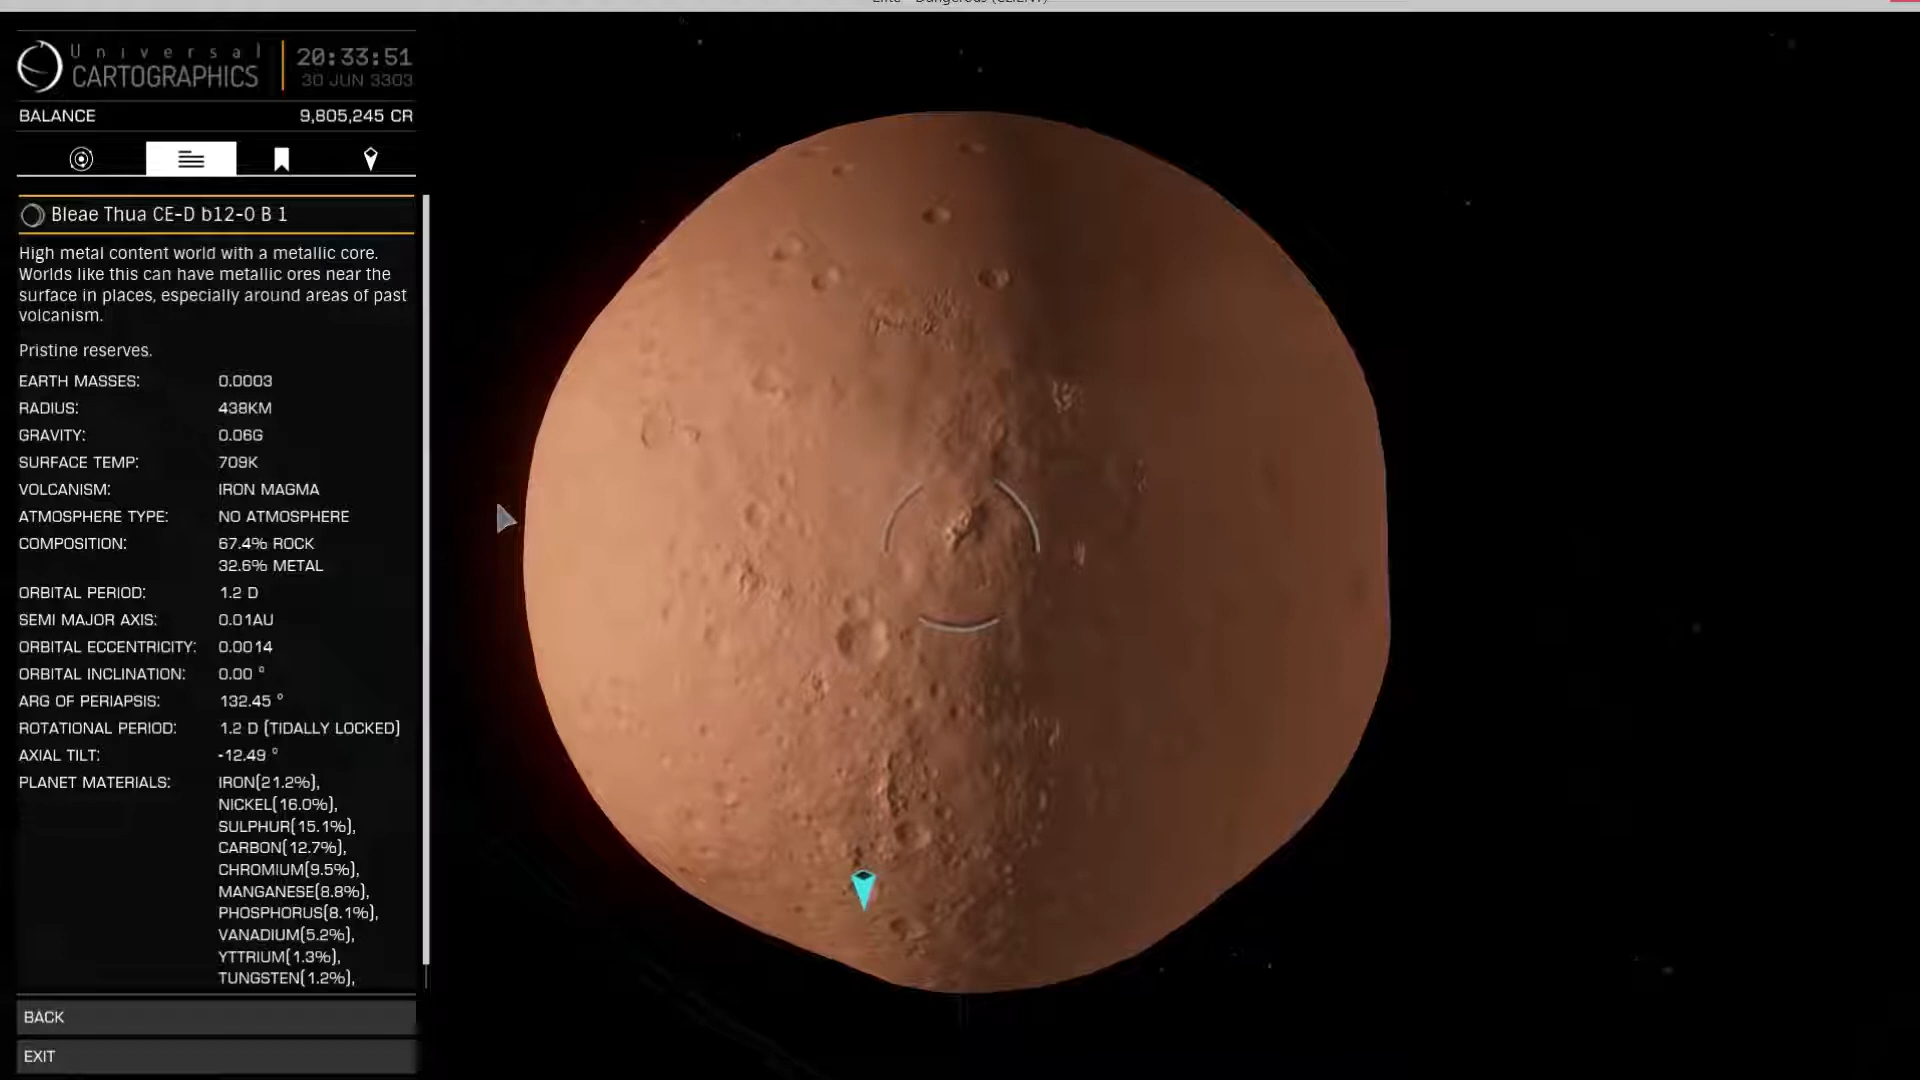 Elite - Dangerous (CLIENT)
Universal
CARTOGRAPHICS
20:33:51
30 JUN 3303
BALANCE 9,805,245 CR
Bleae Thua CE-D b12-0 B 1
High metal content world with a metallic core.
Worlds like this can have metallic ores near the
surface in places, especially around areas of past
volcanism.
Pristine reserves.
EARTH MASSES: 0.0003
RADIUS: 438KM
GRAVITY: 0.06G
SURFACE TEMP: 709K
VOLCANISM: IRON MAGMA
ATMOSPHERE TYPE: NO ATMOSPHERE
COMPOSITION: 67.4% ROCK
32.6% METAL
ORBITAL PERIOD: 1.2 D
SEMI MAJOR AXIS: 0.01AU
ORBITAL ECCENTRICITY: 0.0014
ORBITAL INCLINATION: 0.00 °
ARG OF PERIAPSIS: 132.45 °
ROTATIONAL PERIOD: 1.2 D (TIDALLY LOCKED)
AXIAL TILT: -12.49 °
PLANET MATERIALS: IRON(21.2%),
NICKEL(16.0%),
SULPHUR(15.1%),
CARBON(12.7%),
CHROMIUM(9.5%),
MANGANESE(8.8%),
PHOSPHORUS(8.1%),
VANADIUM(5.2%),
YTTRIUM(1.3%),
TUNGSTEN(1.2%),
BACK
EXIT